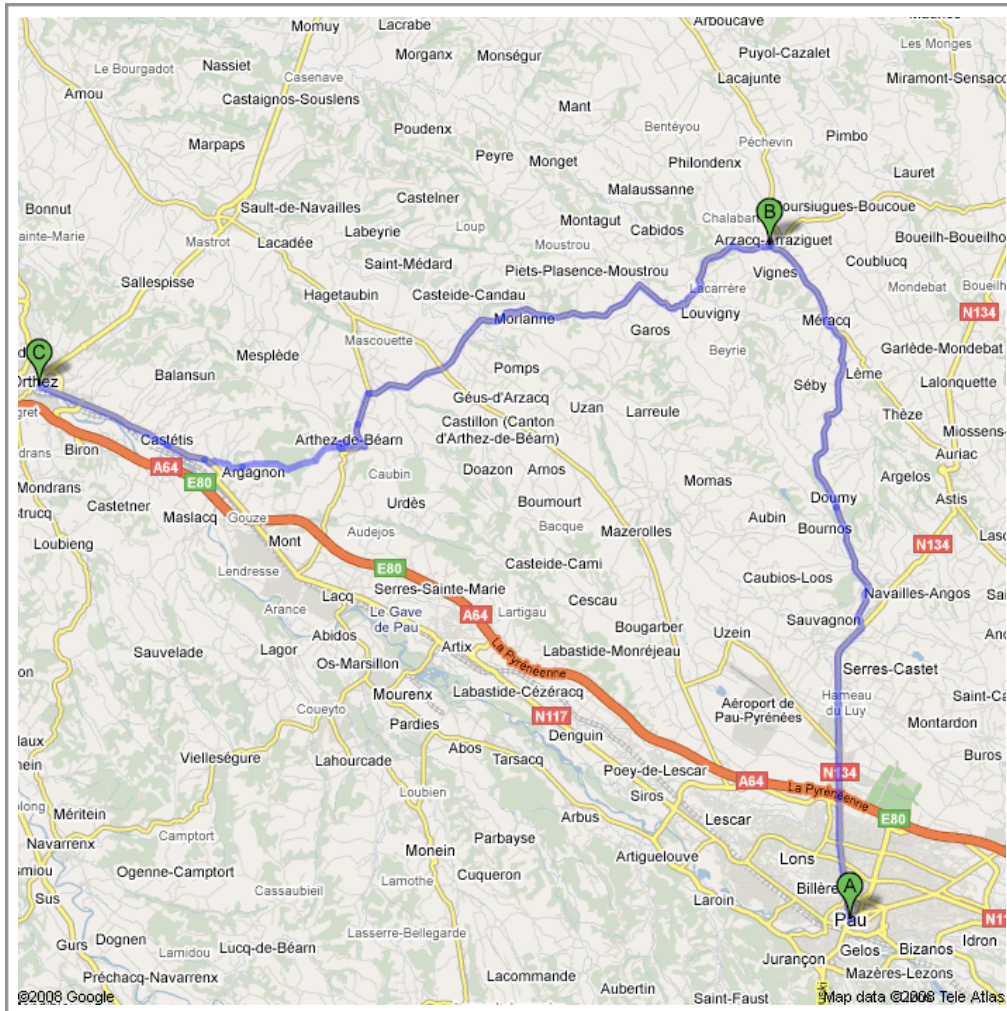 Momuy
Lacrabe
Arboucave
Les Monges
Morganx
Monségur
Puyol-Cazalet
Nassiet
Le Bourgadot
Casenave
Lacajunte
Miramont-Sensacq
Amou
Castaignos-Souslens
Mant
Poudenx
Bentéyou
Péchevin
Pimbo
Marpaps
Peyre
Monget
Philondenx
Lauret
Malaussanne
Castelner
Bonnut
Sault-de-Navailles
Chalabart
B
Poursiugues-Boucoue
Labeyrie
Loup
Montagut
Cabidos
Sainte-Marie
Mastrot
Lacadée
Moustrou
Arzacq-Arraziguet
Boueilh-Boueilho
Saint-Médard
Coublucq
Sallespisse
Piets-Plasence-Moustrou
Vignes
Mondebat
Boueilh
Hagetaubin
Casteide-Candau
Lacarrère
Louvigny
N134
Morlanne
Méracq
Garos
Mascouette
Beyrie
Garlède-Mondebat
C
Mesplède
Pomps
Lème
Orthez
Balansun
Séby
Lalonquette
Géus-d'Arzacq
Uzan
Larreule
Thèze
Castillon (Canton
d'Arthez-de-Béarn)
Miossens-
Castétis
Arthez-de-Béarn
Biron
Auriac
A64
Argagnon
Caubin
Doazon
Arnos
Momas
Argelos
E80
Mondrans
Castetner
Urdès
Boumourt
Doumy
Astis
Maslacq
Gouze
Aubin
Bournos
Loubieng
Audejos
Bacque
Mazerolles
Mont
N134
Lendresse
E80
Casteide-Cami
Caubios-Loos
Lacq
Serres-Sainte-Marie
Cescau
Navailles-Angos
Arance
Le Gave
de Pau
A64
Lartigau
Bougarber
Sauvagnon
Abidos
Uzein
Sauvelade
Lagor
Artix
La Pyrénéenne
Labastide-Monréjeau
Serres-Castet
Os-Marsillon
Mourenx
Labastide-Cézéracq
Aéroport de
Pau-Pyrénées
Hameau
du Luy
Coueyto
Pardies
N117
Denguin
Montardon
Vielleségure
Lahourcade
Abos
Tarsacq
Buros
Poey-de-Lescar
A64
N134
La Pyrénéenne
Loubien
Siros
Méritein
Arbus
Lescar
E80
Camptort
Parbayse
Navarrenx
Monein
Artiguelouve
Lons
Ogenne-Camptort
Lamothe
Cuqueron
Billère
A
Cassaubieil
Laroin
Sus
Lasserre-Bellegarde
Pau
Dognen
Lamidou
Lucq-de-Béarn
Gelos
Bizanos
Idron
Gurs
Jurançon
Préchacq-Navarrenx
Lacommande
Mazères-Lezons
Aubertin
Saint-Faust
©2008 Google
Map data ©2008 Tele Atlas